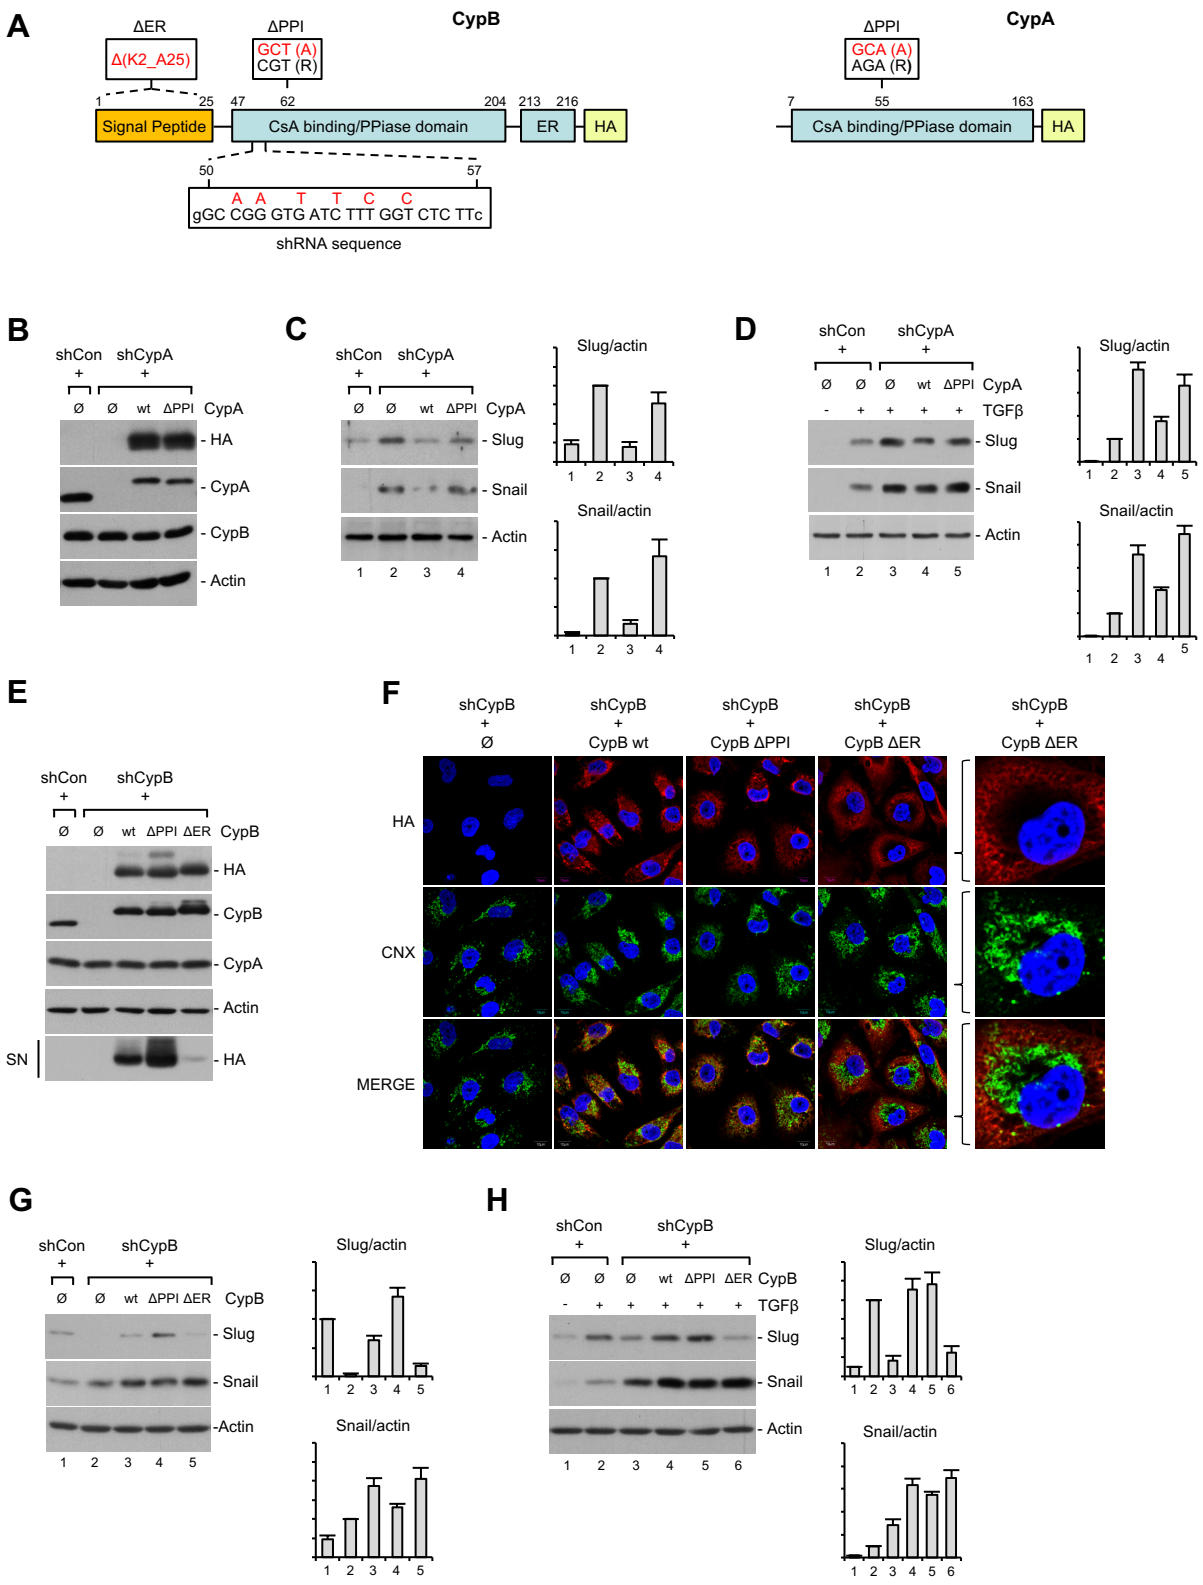 A
ΔER
Δ(K2_A25)
ΔPPI
GCT (A)
CGT (R)
CypB
1 25 47 62 204 213 216
Signal Peptide CsA binding/PPiase domain ER HA
50 57
A A T T C C
gGC CGG GTG ATC TTT GGT CTC TTc
shRNA sequence
ΔPPI
GCA (A)
AGA (R)
CypA
7 55 163
CsA binding/PPiase domain HA
B
shCon shCypA
+ +
Ø Ø wt ΔPPI CypA
- HA
- CypA
- CypB
- Actin
C
shCon shCypA
+ +
Ø Ø wt ΔPPI CypA
- Slug
- Snail
- Actin
1 2 3 4
Slug/actin
1 2 3 4
Snail/actin
1 2 3 4
D
shCon shCypA
+ +
Ø Ø Ø wt ΔPPI CypA
- + + + + TGFβ
- Slug
- Snail
- Actin
1 2 3 4 5
Slug/actin
1 2 3 4 5
Snail/actin
1 2 3 4 5
E
shCon shCypB
+ +
Ø Ø wt ΔPPI ΔER CypB
- HA
- CypB
- CypA
- Actin
SN - HA
F
shCypB shCypB shCypB shCypB shCypB
+ + + + +
Ø CypB wt CypB ΔPPI CypB ΔER CypB ΔER
HA
CNX
MERGE
G
shCon shCypB
+ +
Ø Ø wt ΔPPI ΔER CypB
- Slug
- Snail
-Actin
1 2 3 4 5
Slug/actin
1 2 3 4 5
Snail/actin
1 2 3 4 5
H
shCon shCypB
+ +
Ø Ø Ø wt ΔPPI ΔER CypB
- + + + + + TGFβ
- Slug
- Snail
- Actin
1 2 3 4 5 6
Slug/actin
1 2 3 4 5 6
Snail/actin
1 2 3 4 5 6